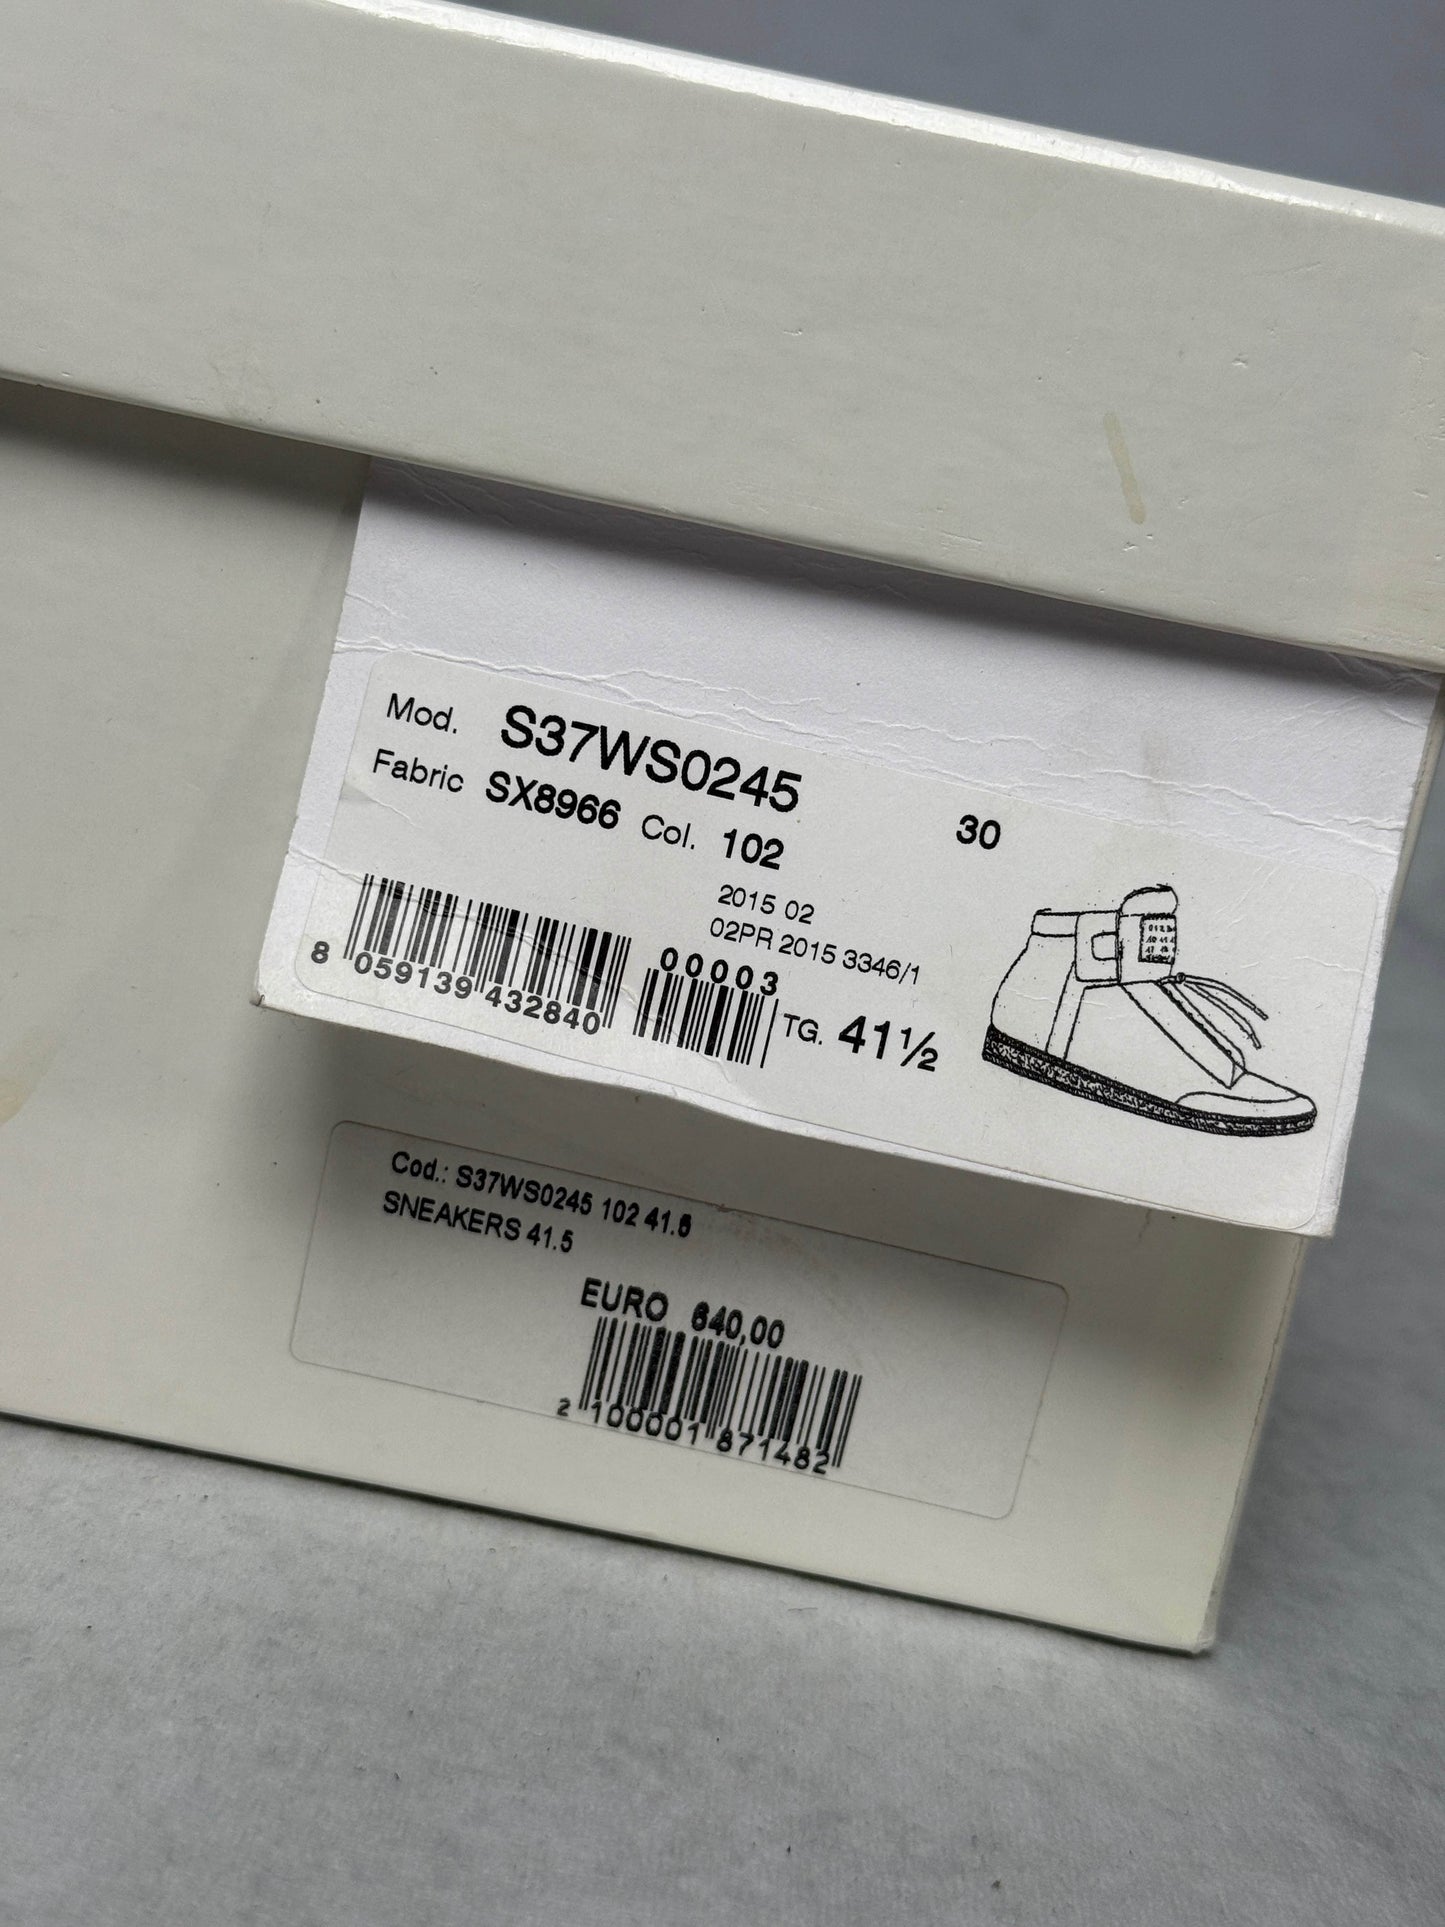 Mod. S37WS0245
Fabric SX8966 Col. 102
30
2015 02
02PR 2015 3346/1
8 059139 432840
00003
TG. 41½
Cod.: S37WS0245 102 41.5
SNEAKERS 41.5
EURO 640,00
2 100001 871482